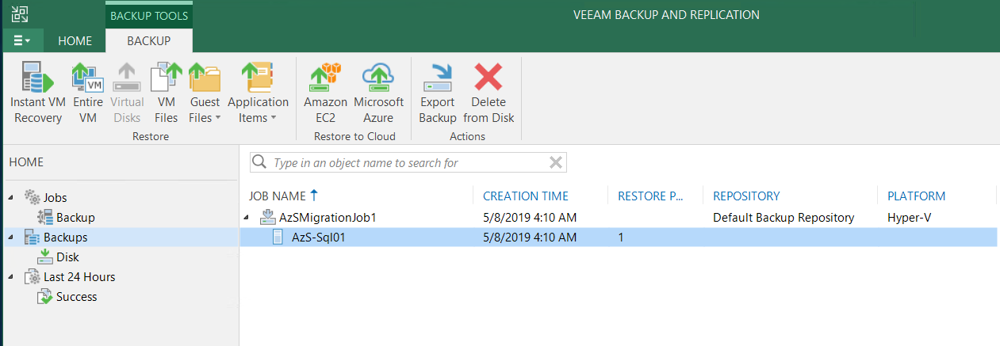 BACKUP TOOLS
VEEAM BACKUP AND REPLICATION
HOME
BACKUP
Instant VM
Recovery
Entire
VM
Virtual
Disks
VM
Files
Guest
Files
Application
Items
Restore
Amazon
EC2
Microsoft
Azure
Restore to Cloud
Export
Backup
Delete
from Disk
Actions
HOME
Jobs
Backup
Backups
Disk
Last 24 Hours
Success
Type in an object name to search for
JOB NAME CREATION TIME RESTORE P... REPOSITORY PLATFORM
AzSMigrationJob1 5/8/2019 4:10 AM Default Backup Repository Hyper-V
AzS-Sql01 5/8/2019 4:10 AM 1